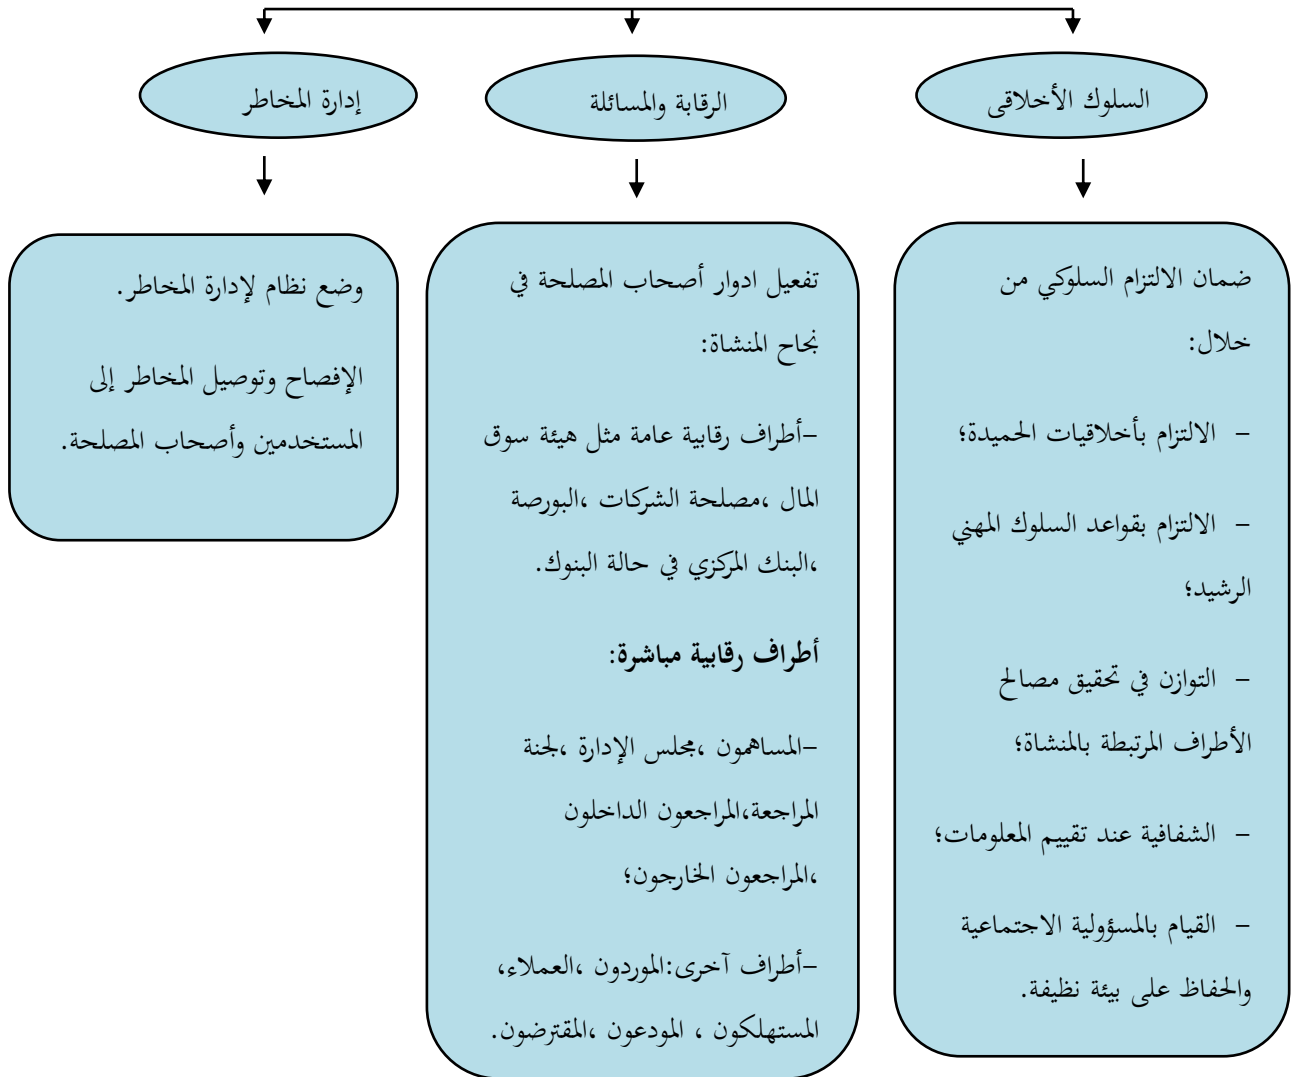 السلوك الأخلاقى
الرقابة والمسائلة
إدارة المخاطر
ضمان الالتزام السلوكي من
خلال:
- الالتزام بأخلاقيات الحميدة؛
- الالتزام بقواعد السلوك المهني
الرشيد؛
- التوازن في تحقيق مصالح
الأطراف المرتبطة بالمنشاة؛
- الشفافية عند تقييم المعلومات؛
- القيام بالمسؤولية الاجتماعية
والحفاظ على بيئة نظيفة.
تفعيل ادوار أصحاب المصلحة في
نجاح المنشاة:
-أطراف رقابية عامة مثل هيئة سوق
المال ،مصلحة الشركات ،البورصة
،البنك المركزي في حالة البنوك.
أطراف رقابية مباشرة:
-المساهمون ،مجلس الإدارة ،لجنة
المراجعة،المراجعون الداخلون
،المراجعون الخارجون؛
-أطراف آخرى:الموردون ،العملاء،
المستهلكون ، المودعون ،المقترضون.
وضع نظام لإدارة المخاطر.
الإفصاح وتوصيل المخاطر إلى
المستخدمين وأصحاب المصلحة.